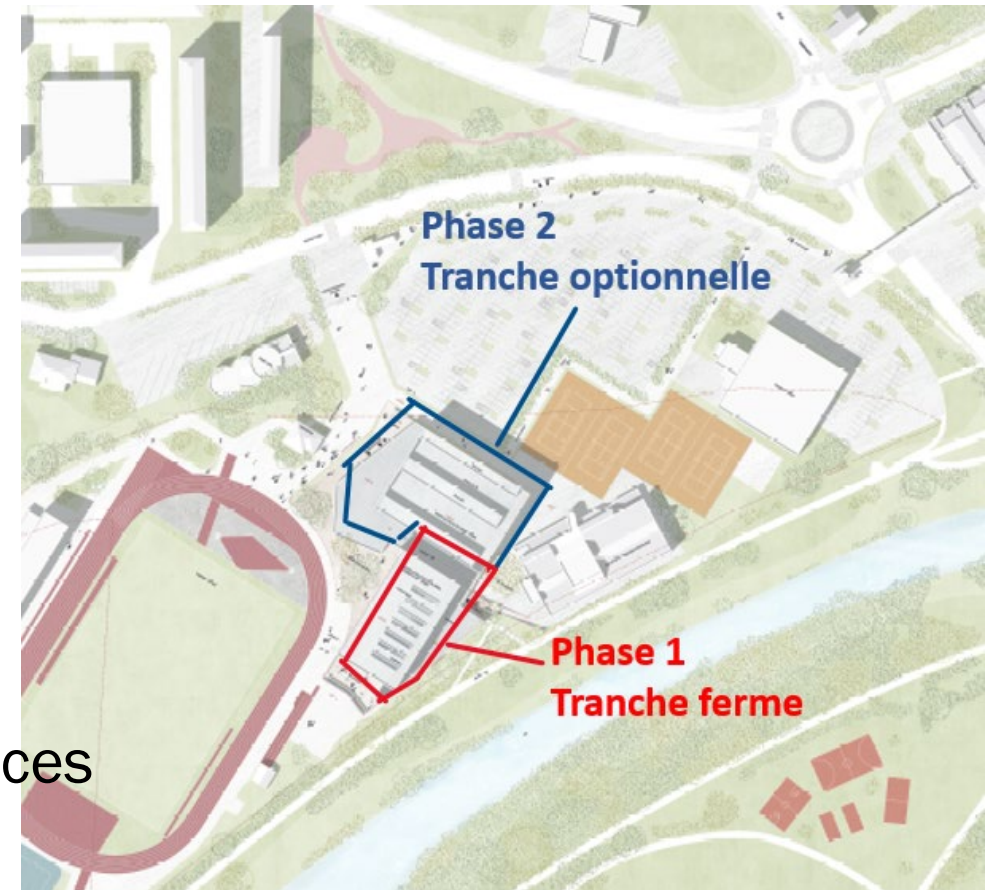 Phase 2
Tranche optionnelle
Phase 1
Tranche ferme
ces